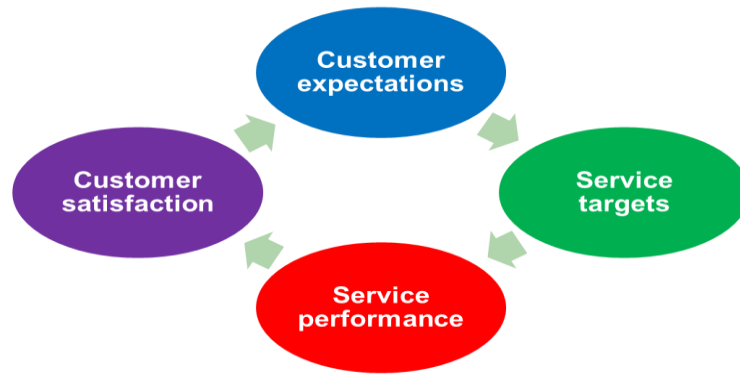 Customer
expectations
Customer
satisfaction
Service
targets
Service
performance